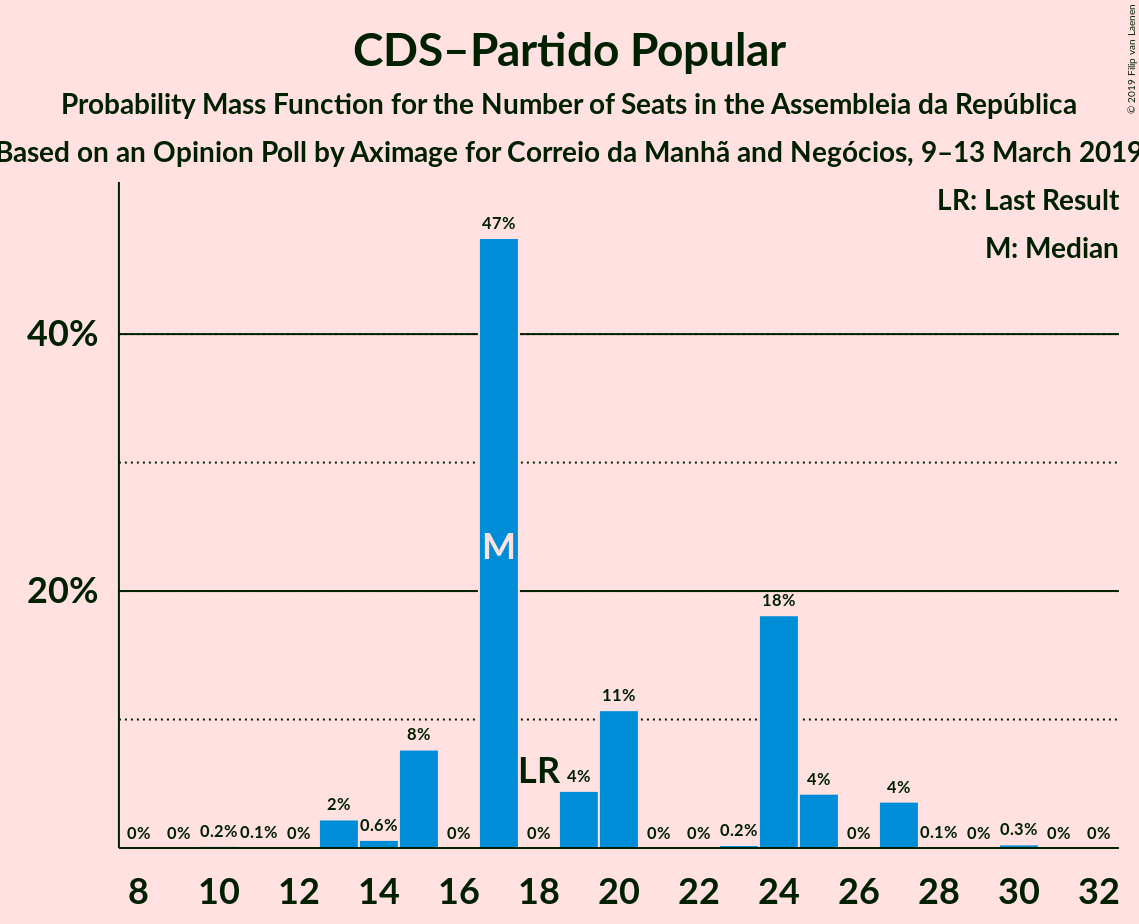 CDS–Partido Popular
Probability Mass Function for the Number of Seats in the Assembleia da República
Based on an Opinion Poll by Aximage for Correio da Manhã and Negócios, 9–13 March 2019
© 2019 Filip van Laenen
LR: Last Result
M: Median
47%
40%
M
20%
18%
11%
8%
LR
4%
4%
4%
2%
0.6%
0% 0% 0.2% 0.1% 0% 0% 0% 0% 0% 0.2% 0% 0.1% 0% 0.3% 0% 0%
8 10 12 14 16 18 20 22 24 26 28 30 32